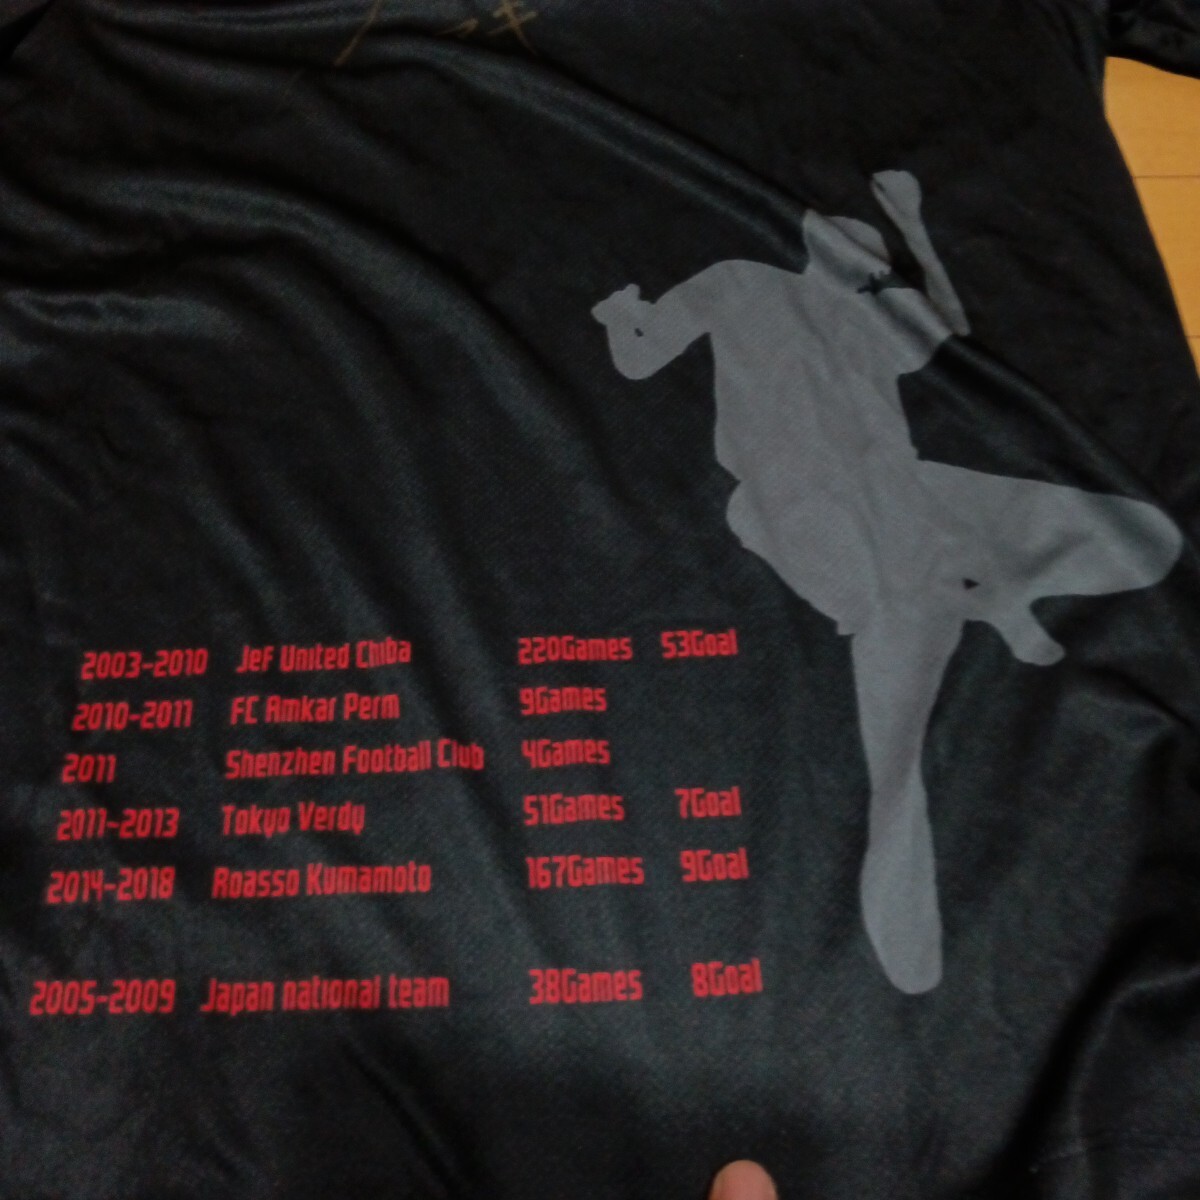 2003-2010 Jef United Chiba 220Games 53Goal
2010-2011 FC Amkar Perm 9Games
2011 Shenzhen Football Club 4Games
2011-2013 Tokyo Verdy 51Games 7Goal
2014-2018 Roasso Kumamoto 167Games 9Goal
2005-2009 Japan national team 38Games 8Goal